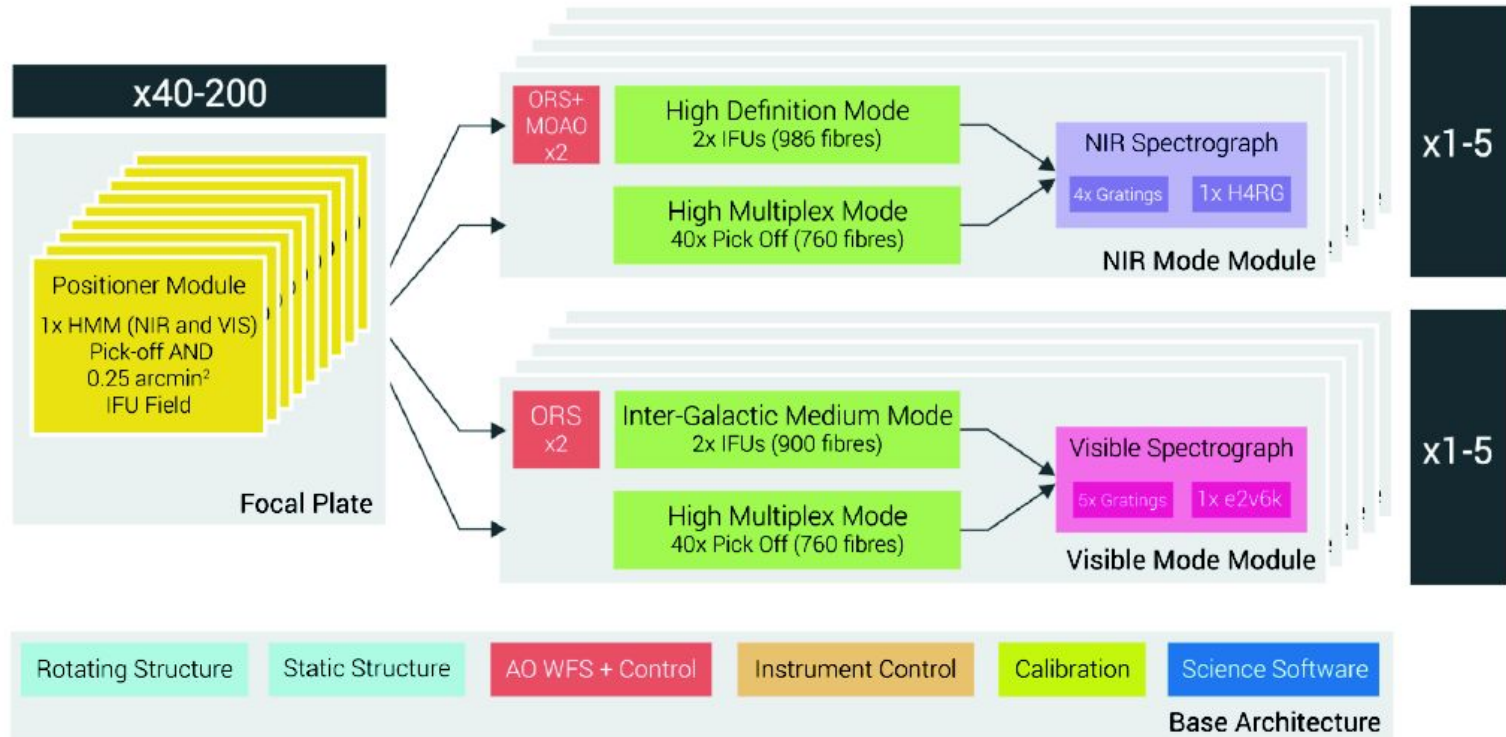 x40-200
Positioner Module
1x HMM (NIR and VIS)
Pick-off AND
0.25 arcmin²
IFU Field
Focal Plate
ORS+
MOAO
x2
High Definition Mode
2x IFUs (986 fibres)
High Multiplex Mode
40x Pick Off (760 fibres)
NIR Spectrograph
4x Gratings
1x H4RG
NIR Mode Module
x1-5
ORS
x2
Inter-Galactic Medium Mode
2x IFUs (900 fibres)
High Multiplex Mode
40x Pick Off (760 fibres)
Visible Spectrograph
5x Gratings
1x e2v6k
Visible Mode Module
x1-5
Rotating Structure
Static Structure
AO WFS + Control
Instrument Control
Calibration
Science Software
Base Architecture